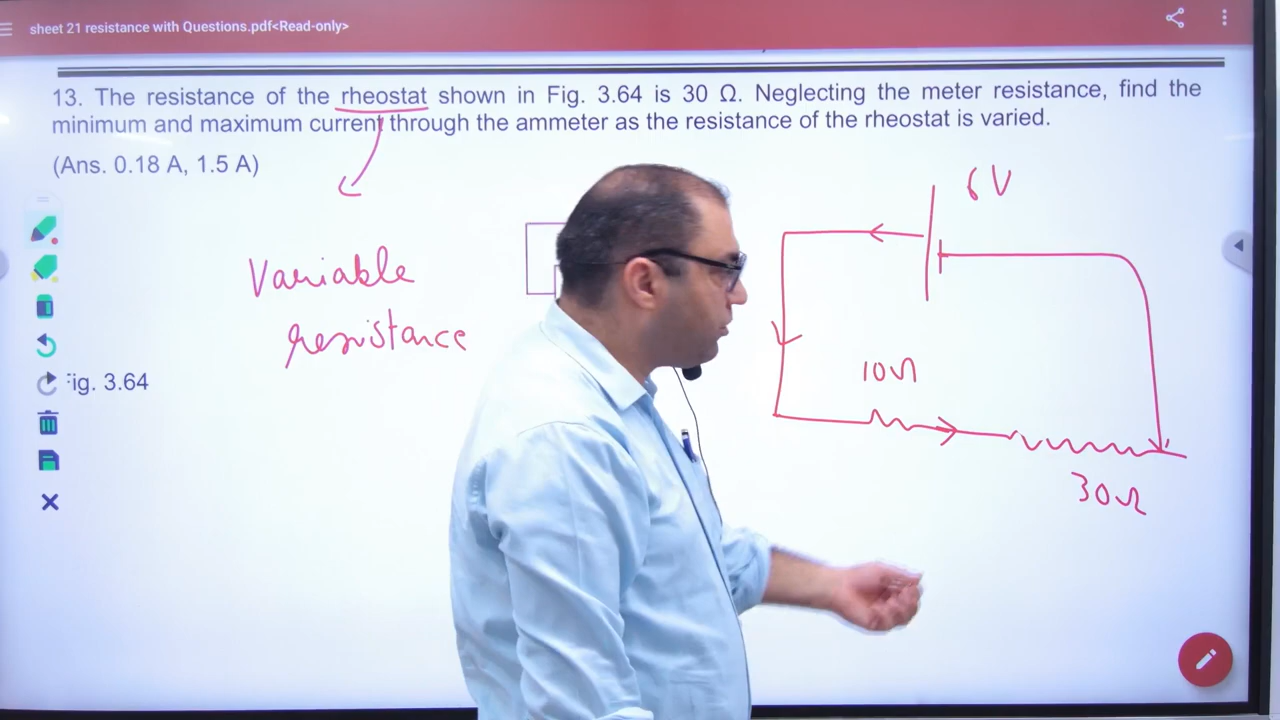 sheet 21 resistance with Questions.pdf<Read-only>
13. The resistance of the rheostat shown in Fig. 3.64 is 30 Ω. Neglecting the meter resistance, find the
minimum and maximum current through the ammeter as the resistance of the rheostat is varied.
(Ans. 0.18 A, 1.5 A)
6V
Variable
resistance
10Ω
ig. 3.64
30Ω